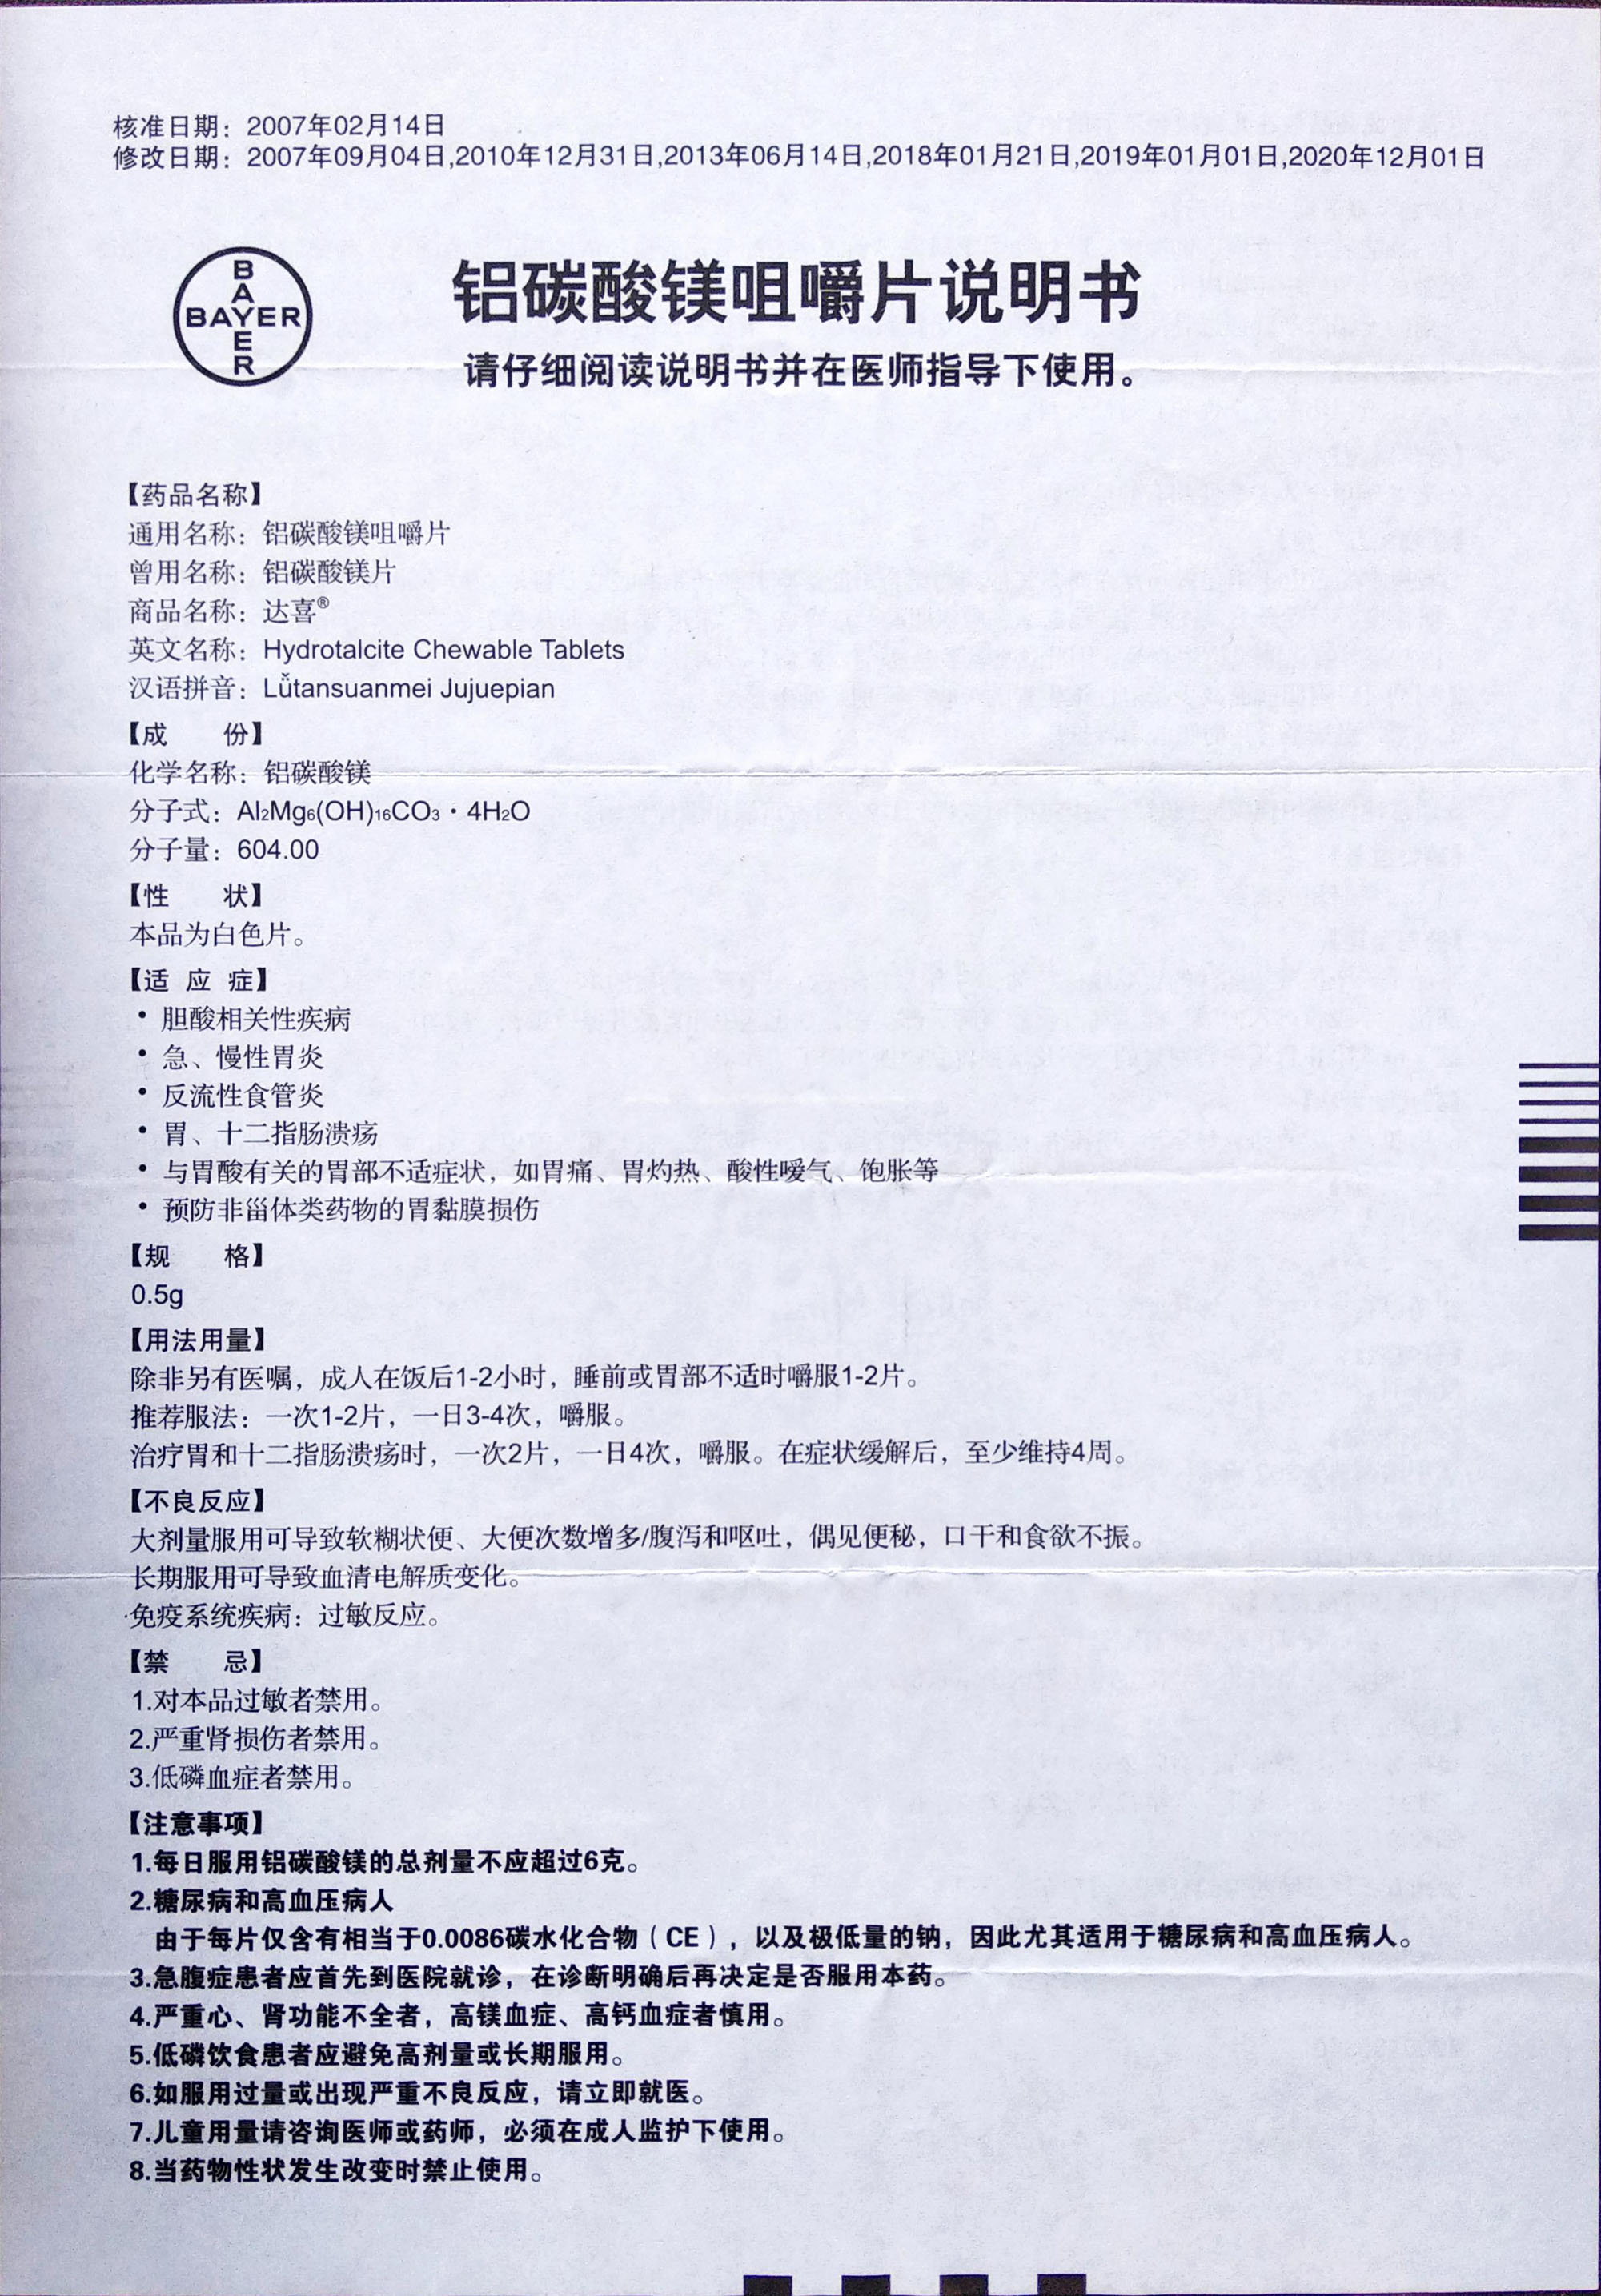 核准日期：2007年02月14日
修改日期：2007年09月04日,2010年12月31日,2013年06月14日,2018年01月21日,2019年01月01日,2020年12月01日
BAYER
BAYER
铝碳酸镁咀嚼片说明书
请仔细阅读说明书并在医师指导下使用。
【药品名称】
通用名称：铝碳酸镁咀嚼片
曾用名称：铝碳酸镁片
商品名称：达喜®
英文名称：Hydrotalcite Chewable Tablets
汉语拼音：Lǚtansuanmei Jujuepian
【成 份】
化学名称：铝碳酸镁
分子式：Al₂Mg₆(OH)₁₆CO₃・4H₂O
分子量：604.00
【性 状】
本品为白色片。
【适 应 症】
• 胆酸相关性疾病
• 急、慢性胃炎
• 反流性食管炎
• 胃、十二指肠溃疡
• 与胃酸有关的胃部不适症状，如胃痛、胃灼热、酸性嗳气、饱胀等
• 预防非甾体类药物的胃黏膜损伤
【规 格】
0.5g
【用法用量】
除非另有医嘱，成人在饭后1-2小时，睡前或胃部不适时嚼服1-2片。
推荐服法：一次1-2片，一日3-4次，嚼服。
治疗胃和十二指肠溃疡时，一次2片，一日4次，嚼服。在症状缓解后，至少维持4周。
【不良反应】
大剂量服用可导致软糊状便、大便次数增多/腹泻和呕吐，偶见便秘，口干和食欲不振。
长期服用可导致血清电解质变化。
免疫系统疾病：过敏反应。
【禁 忌】
1.对本品过敏者禁用。
2.严重肾损伤者禁用。
3.低磷血症者禁用。
【注意事项】
1.每日服用铝碳酸镁的总剂量不应超过6克。
2.糖尿病和高血压病人
由于每片仅含有相当于0.0086碳水化合物（CE），以及极低量的钠，因此尤其适用于糖尿病和高血压病人。
3.急腹症患者应首先到医院就诊，在诊断明确后再决定是否服用本药。
4.严重心、肾功能不全者，高镁血症、高钙血症者慎用。
5.低磷饮食患者应避免高剂量或长期服用。
6.如服用过量或出现严重不良反应，请立即就医。
7.儿童用量请咨询医师或药师，必须在成人监护下使用。
8.当药物性状发生改变时禁止使用。